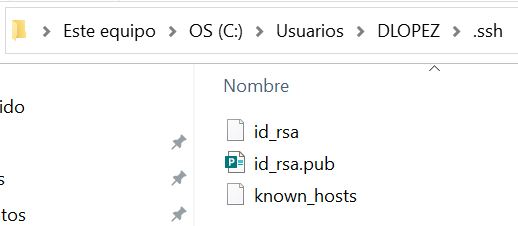 Este equipo > OS (C:) > Usuarios > DLOPEZ > .ssh
Nombre
ido
id_rsa
id_rsa.pub
s
known_hosts
tos